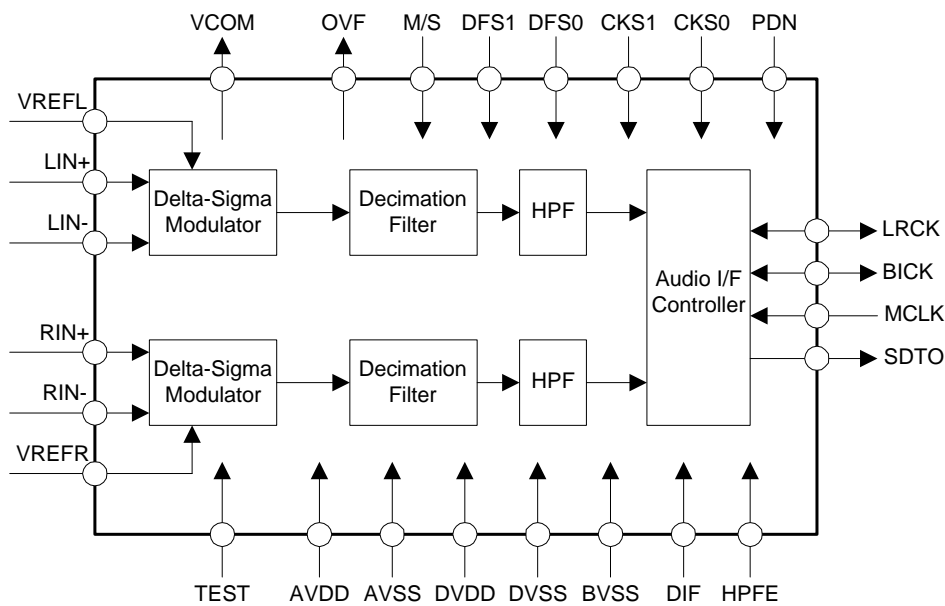 VCOM OVF M/S DFS1 DFS0 CKS1 CKS0 PDN
VREFL
LIN+
LIN-
Delta-Sigma
Modulator
Decimation
Filter
HPF
Audio I/F
Controller
LRCK
BICK
MCLK
SDTO
RIN+
RIN-
VREFR
Delta-Sigma
Modulator
Decimation
Filter
HPF
TEST AVDD AVSS DVDD DVSS BVSS DIF HPFE